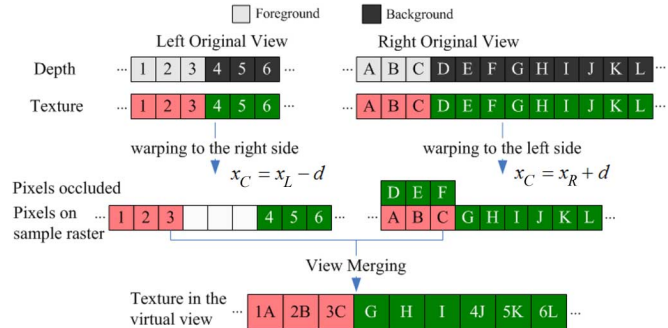 Foreground Background
Left Original View Right Original View
Depth ... 1 2 3 4 5 6 ... ... A B C D E F G H I J K L ...
Texture ... 1 2 3 4 5 6 ... ... A B C D E F G H I J K L ...
warping to the right side warping to the left side
x_C = x_L − d x_C = x_R + d
Pixels occluded D E F
Pixels on sample raster ... 1 2 3 4 5 6 ... ... A B C G H I J K L ...
View Merging
Texture in the virtual view ... 1A 2B 3C G H I 4J 5K 6L ...